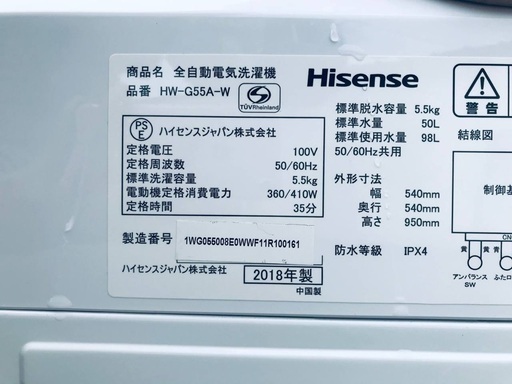 商品名 全自動電気洗濯機
品番 HW-G55A-W
TÜVRheinland
Hisense
標準脱水容量 5.5kg
標準水量 50L
標準使用水量 98L
50/60Hz共用
PSE
ハイセンスジャパン株式会社
定格電圧 100V
定格周波数 50/60Hz
標準洗濯容量 5.5kg
電動機定格消費電力 360/410W
定格時間 35分
外形寸法
幅 540mm
奥行 540mm
高さ 950mm
製造番号 1WG055008E0WWF11R100161
防水等級 IPX4
ハイセンスジャパン株式会社 2018年製
中国製
警告
結線図
制御基
CN
アンバランス
SW
ふたロ